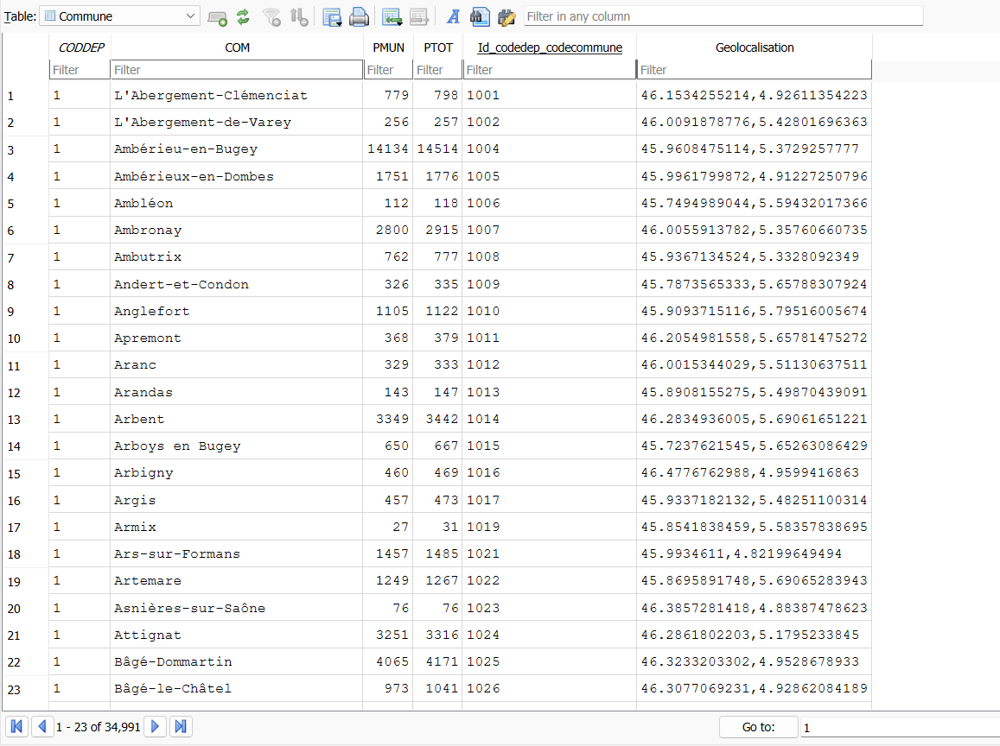 Table: Commune Filter in any column
CODDEP COM PMUN PTOT Id_codedep_codecommune Geolocalisation
Filter Filter Filter Filter Filter Filter
1 1 L'Abergement-Clémenciat 779 798 1001 46.1534255214,4.92611354223
2 1 L'Abergement-de-Varey 256 257 1002 46.0091878776,5.42801696363
3 1 Ambérieu-en-Bugey 14134 14514 1004 45.9608475114,5.3729257777
4 1 Ambérieux-en-Dombes 1751 1776 1005 45.9961799872,4.91227250796
5 1 Ambléon 112 118 1006 45.7494989044,5.59432017366
6 1 Ambronay 2800 2915 1007 46.0055913782,5.35760660735
7 1 Ambutrix 762 777 1008 45.9367134524,5.3328092349
8 1 Andert-et-Condon 326 335 1009 45.7873565333,5.65788307924
9 1 Anglefort 1105 1122 1010 45.9093715116,5.79516005674
10 1 Apremont 368 379 1011 46.2054981558,5.65781475272
11 1 Aranc 329 333 1012 46.0015344029,5.51130637511
12 1 Arandas 143 147 1013 45.8908155275,5.49870439091
13 1 Arbent 3349 3442 1014 46.2834936005,5.69061651221
14 1 Arboys en Bugey 650 667 1015 45.7237621545,5.65263086429
15 1 Arbigny 460 469 1016 46.4776762988,4.9599416863
16 1 Argis 457 473 1017 45.9337182132,5.48251100314
17 1 Armix 27 31 1019 45.8541838459,5.58357838695
18 1 Ars-sur-Formans 1457 1485 1021 45.9934611,4.82199649494
19 1 Artemare 1249 1267 1022 45.8695891748,5.69065283943
20 1 Asnières-sur-Saône 76 76 1023 46.3857281418,4.88387478623
21 1 Attignat 3251 3316 1024 46.2861802203,5.1795233845
22 1 Bâgé-Dommartin 4065 4171 1025 46.3233203302,4.9528678933
23 1 Bâgé-le-Châtel 973 1041 1026 46.3077069231,4.92862084189
1 - 23 of 34,991 Go to: 1